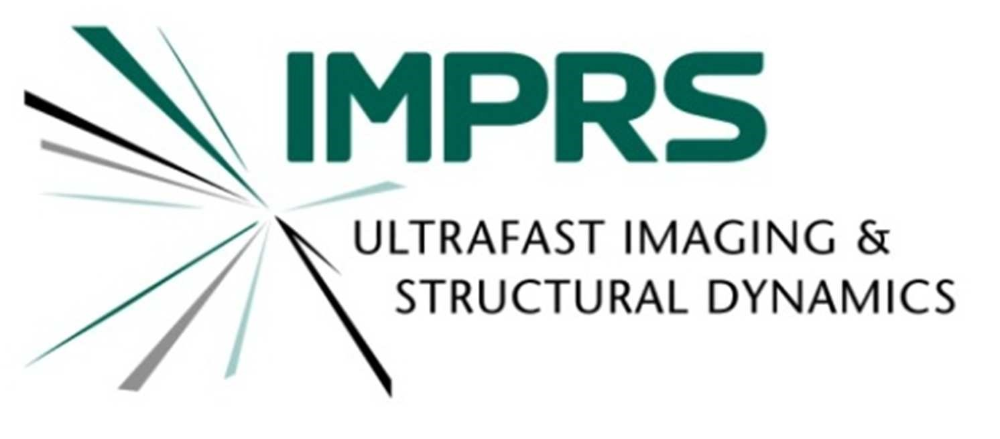 IMPRS
ULTRAFAST IMAGING &
STRUCTURAL DYNAMICS